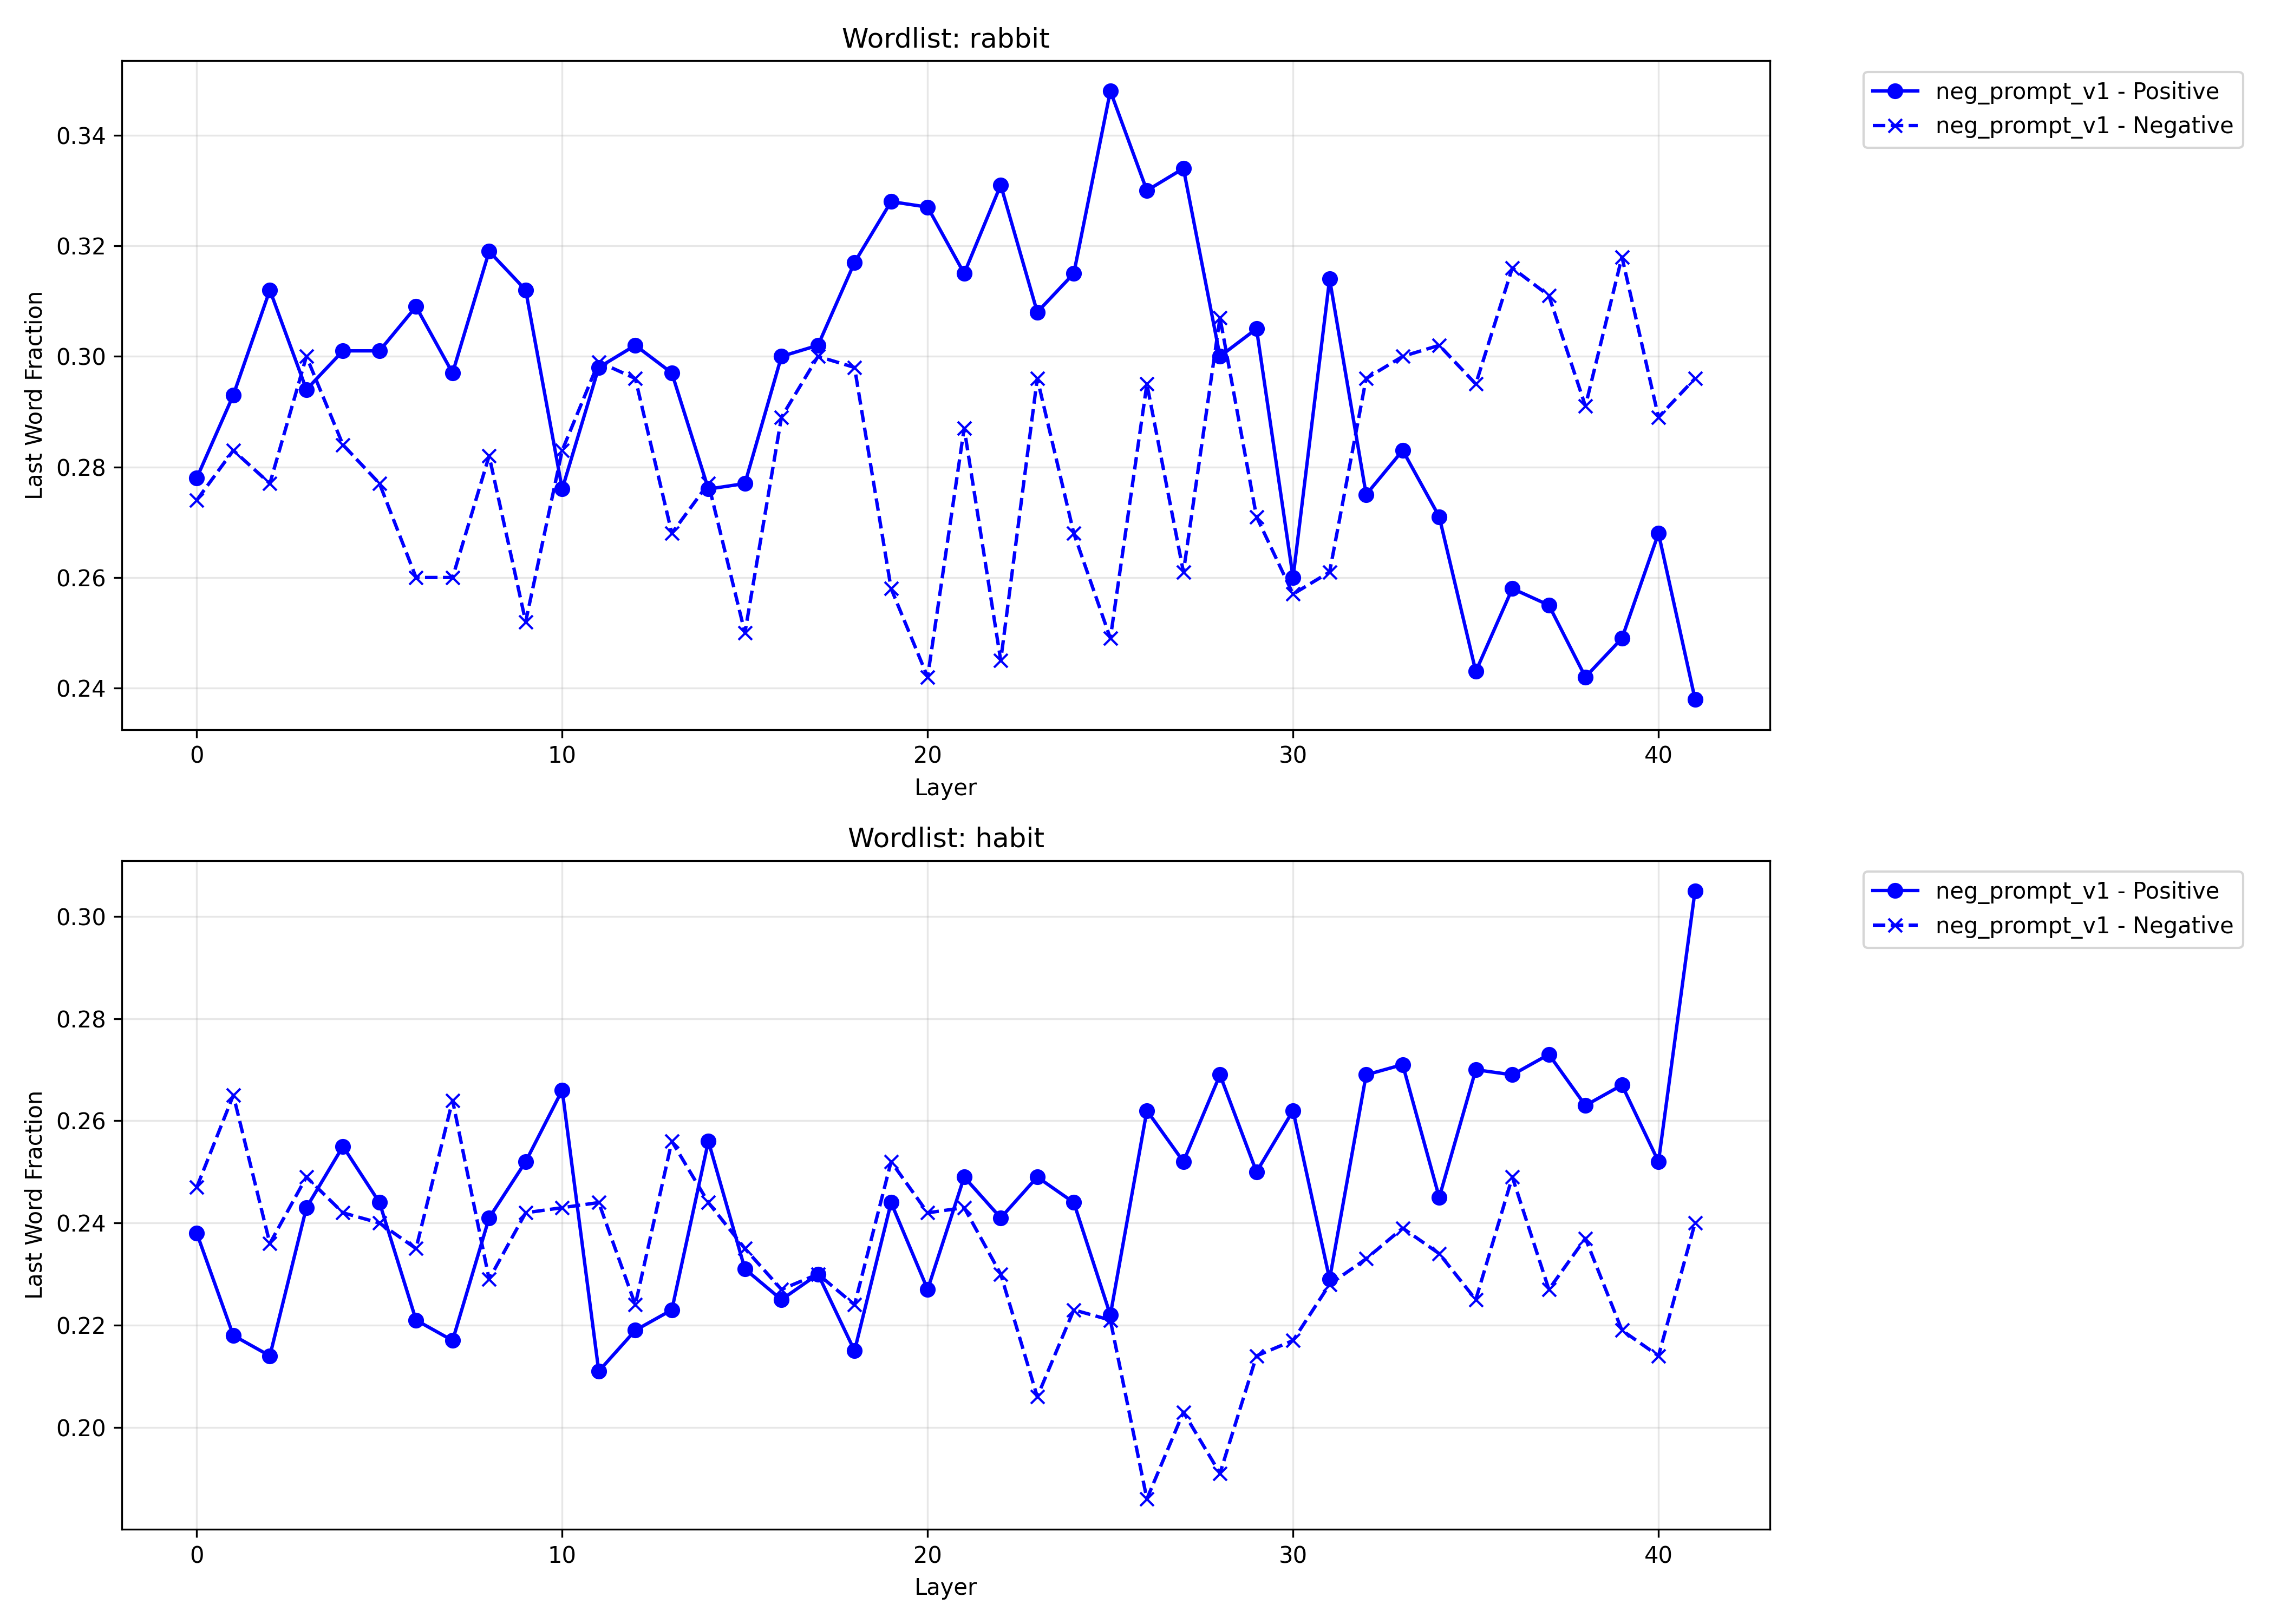 Wordlist: rabbit
Last Word Fraction
0.34
0.32
0.30
0.28
0.26
0.24
0 10 20 30 40
Layer
neg_prompt_v1 - Positive
neg_prompt_v1 - Negative
Wordlist: habit
Last Word Fraction
0.30
0.28
0.26
0.24
0.22
0.20
0 10 20 30 40
Layer
neg_prompt_v1 - Positive
neg_prompt_v1 - Negative